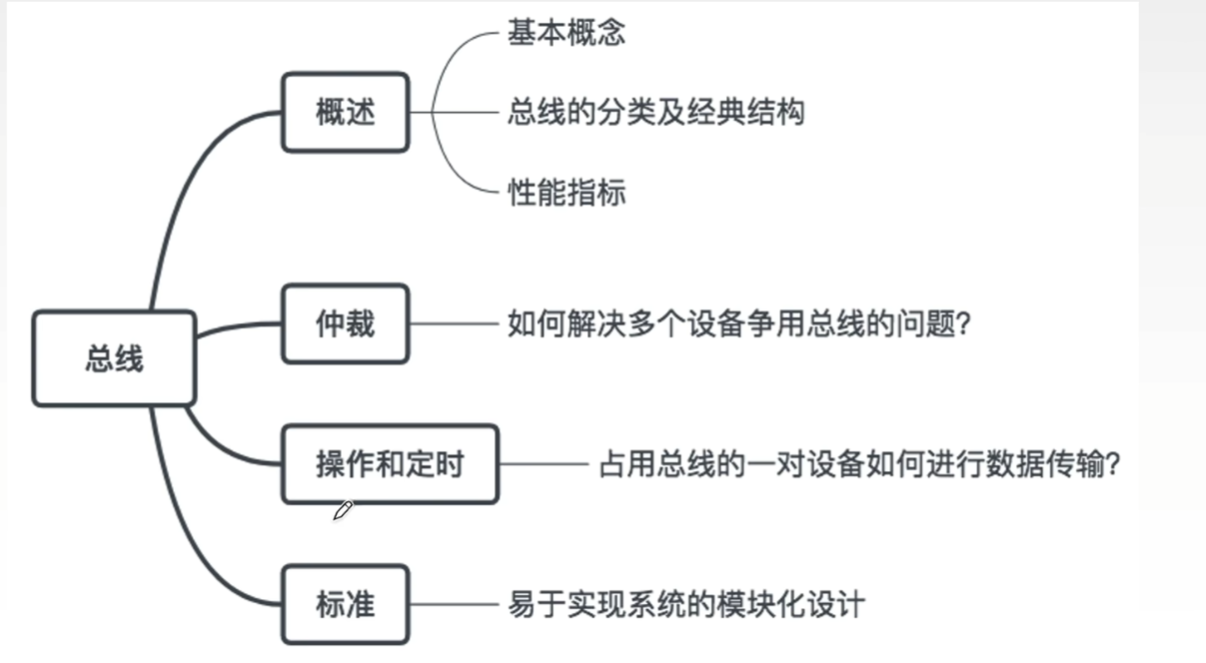 总线
概述
基本概念
总线的分类及经典结构
性能指标
仲裁
如何解决多个设备争用总线的问题?
操作和定时
占用总线的一对设备如何进行数据传输?
标准
易于实现系统的模块化设计